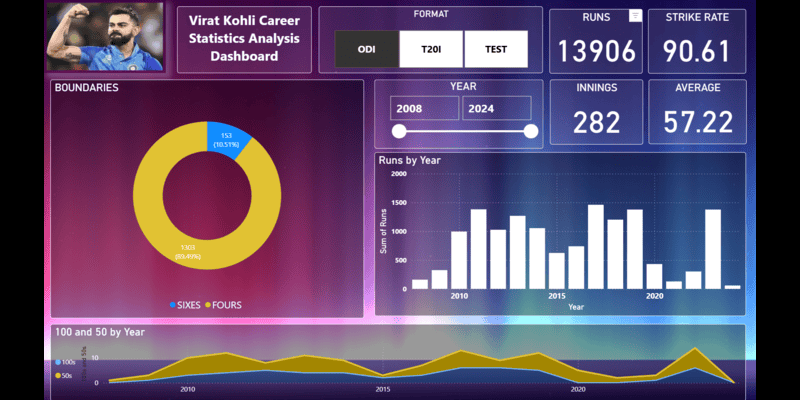 Virat Kohli Career
Statistics Analysis
Dashboard
FORMAT
ODI
T20I
TEST
RUNS
13906
STRIKE RATE
90.61
BOUNDARIES
YEAR
2008
2024
INNINGS
282
AVERAGE
57.22
153
(10.51%)
1303
(89.49%)
SIXES
FOURS
Runs by Year
Sum of Runs
2000
1500
1000
500
0
2010
2015
2020
Year
100 and 50 by Year
100s
50s
10
0
2010
2015
2020